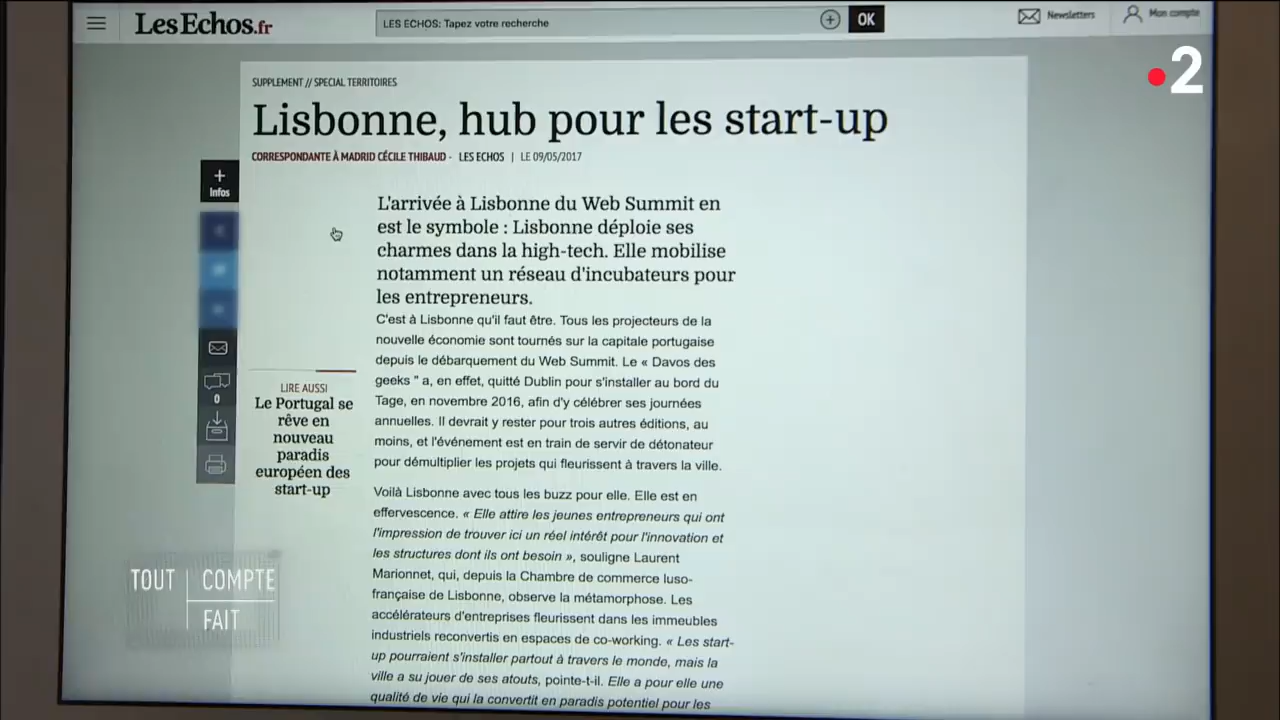 LesEchos.fr
LES ECHOS: Tapez votre recherche
OK
Newsletters
Mon compte
2
SUPPLEMENT // SPECIAL TERRITOIRES
Lisbonne, hub pour les start-up
CORRESPONDANTE À MADRID CÉCILE THIBAUD - LES ECHOS | LE 09/05/2017
+
Infos
L'arrivée à Lisbonne du Web Summit en
est le symbole : Lisbonne déploie ses
charmes dans la high-tech. Elle mobilise
notamment un réseau d'incubateurs pour
les entrepreneurs.
C'est à Lisbonne qu'il faut être. Tous les projecteurs de la
nouvelle économie sont tournés sur la capitale portugaise
depuis le débarquement du Web Summit. Le « Davos des
geeks " a, en effet, quitté Dublin pour s'installer au bord du
Tage, en novembre 2016, afin d'y célébrer ses journées
annuelles. Il devrait y rester pour trois autres éditions, au
moins, et l'événement est en train de servir de détonateur
pour démultiplier les projets qui fleurissent à travers la ville.
0
LIRE AUSSI
Le Portugal se
rêve en
nouveau
paradis
européen des
start-up
Voilà Lisbonne avec tous les buzz pour elle. Elle est en
effervescence. « Elle attire les jeunes entrepreneurs qui ont
l'impression de trouver ici un réel intérêt pour l'innovation et
les structures dont ils ont besoin », souligne Laurent
Marionnet, qui, depuis la Chambre de commerce luso-
française de Lisbonne, observe la métamorphose. Les
accélérateurs d'entreprises fleurissent dans les immeubles
industriels reconvertis en espaces de co-working. « Les start-
up pourraient s'installer partout à travers le monde, mais la
ville a su jouer de ses atouts, pointe-t-il. Elle a pour elle une
qualité de vie qui la convertit en paradis potentiel pour les
TOUT COMPTE
FAIT